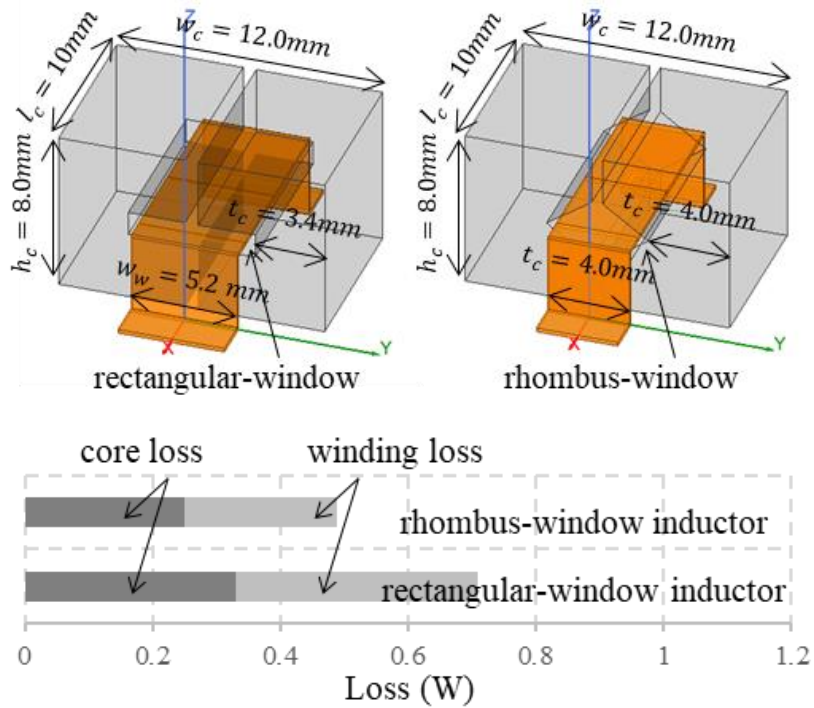 Z
w_c = 12.0mm
l_c = 10mm
h_c = 8.0mm
t_c = 3.4mm
w_w = 5.2 mm
X
Y
rectangular-window
Z
w_c = 12.0mm
l_c = 10mm
h_c = 8.0mm
t_c = 4.0mm
t_c = 4.0mm
X
Y
rhombus-window
core loss
winding loss
rhombus-window inductor
rectangular-window inductor
0 0.2 0.4 0.6 0.8 1 1.2
Loss (W)